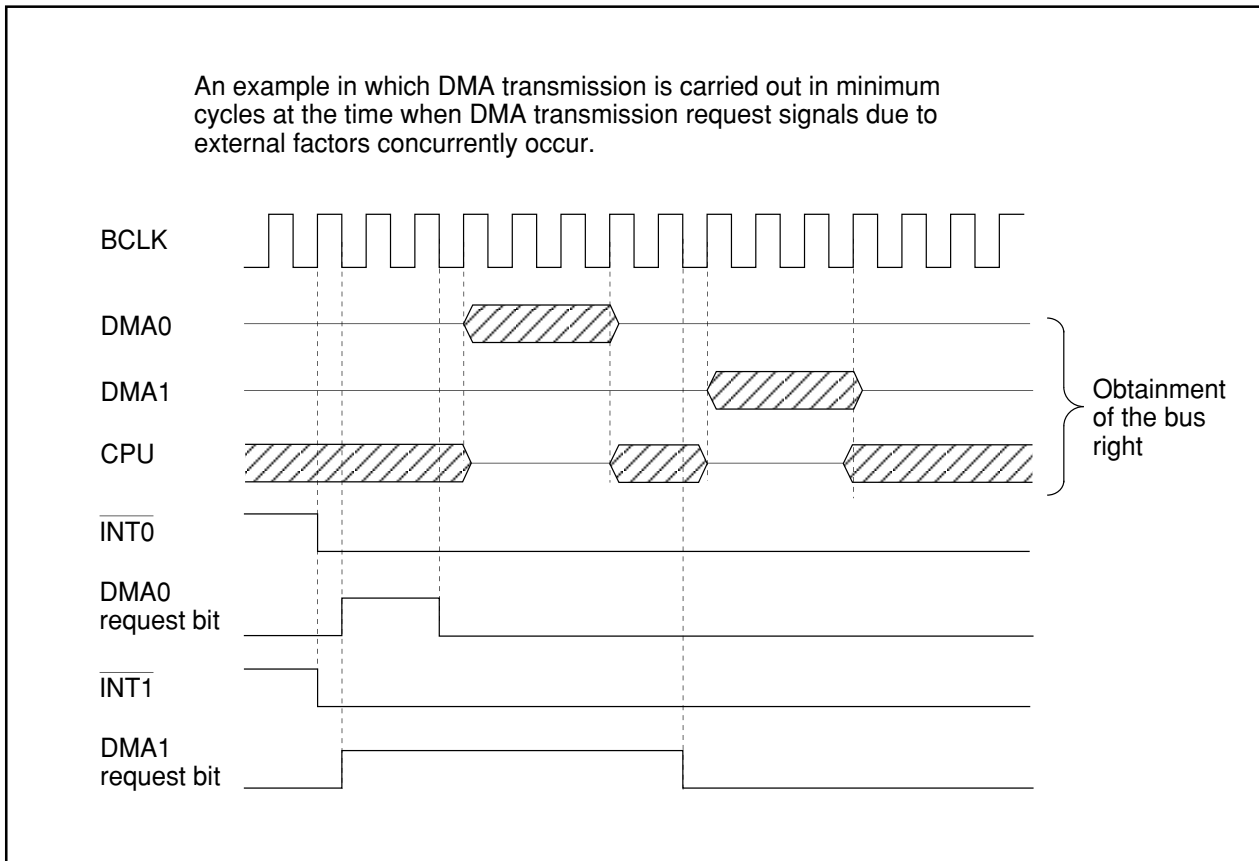 An example in which DMA transmission is carried out in minimum
cycles at the time when DMA transmission request signals due to
external factors concurrently occur.
BCLK
DMA0
DMA1
CPU
Obtainment
of the bus
right
INT0
DMA0
request bit
INT1
DMA1
request bit